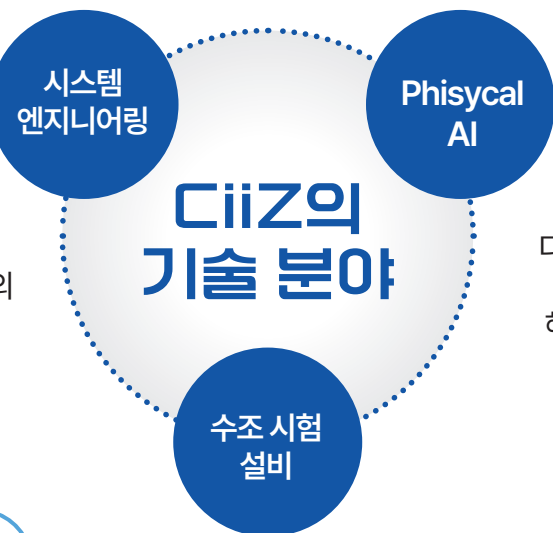 시스템
엔지니어링
Phisycal
AI
CiiZ의
기술 분야
의
수조 시험
설비